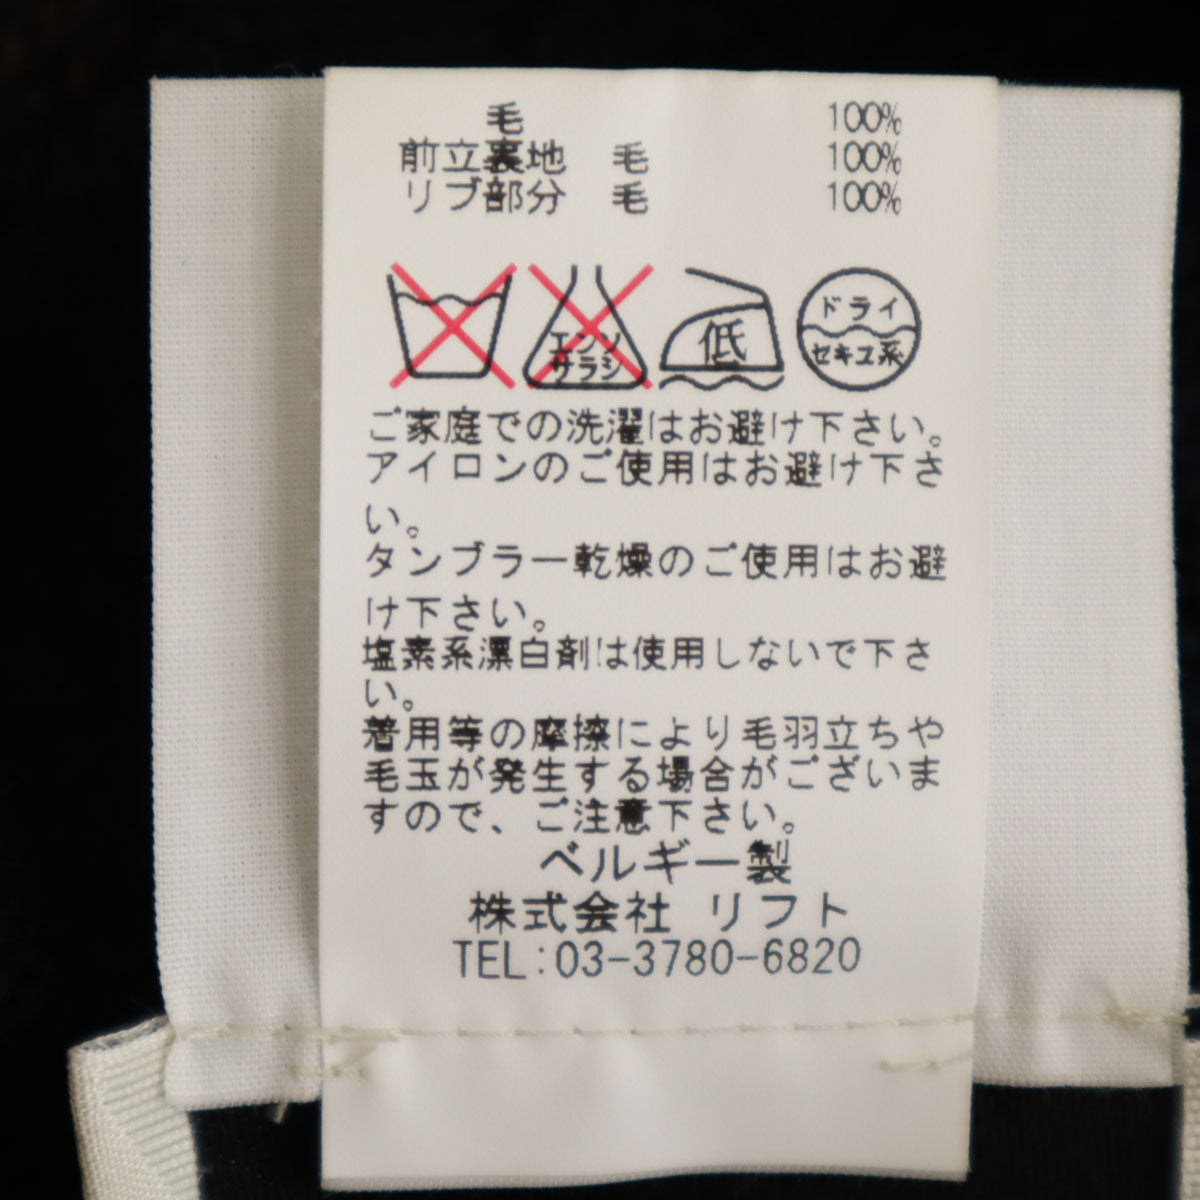 毛 100%
前立裏地 毛 100%
リブ部分 毛 100%
エンソサラシ
低
ドライ
セキユ系
ご家庭での洗濯はお避け下さい。
アイロンのご使用はお避け下さ
い。
タンブラー乾燥のご使用はお避
け下さい。
塩素系漂白剤は使用しないで下さ
い。
着用等の摩擦により毛羽立ちや
毛玉が発生する場合がございま
すので、ご注意下さい。
ベルギー製
株式会社 リフト
TEL:03-3780-6820